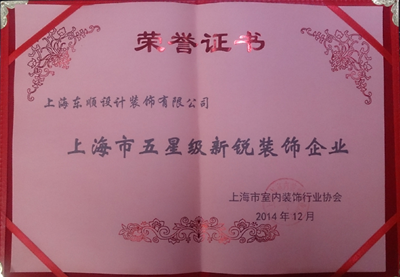 荣誉证书
上海东顺设计装饰有限公司
上海市五星级新锐装饰企业
上海市室内装饰行业协会
2014年12月